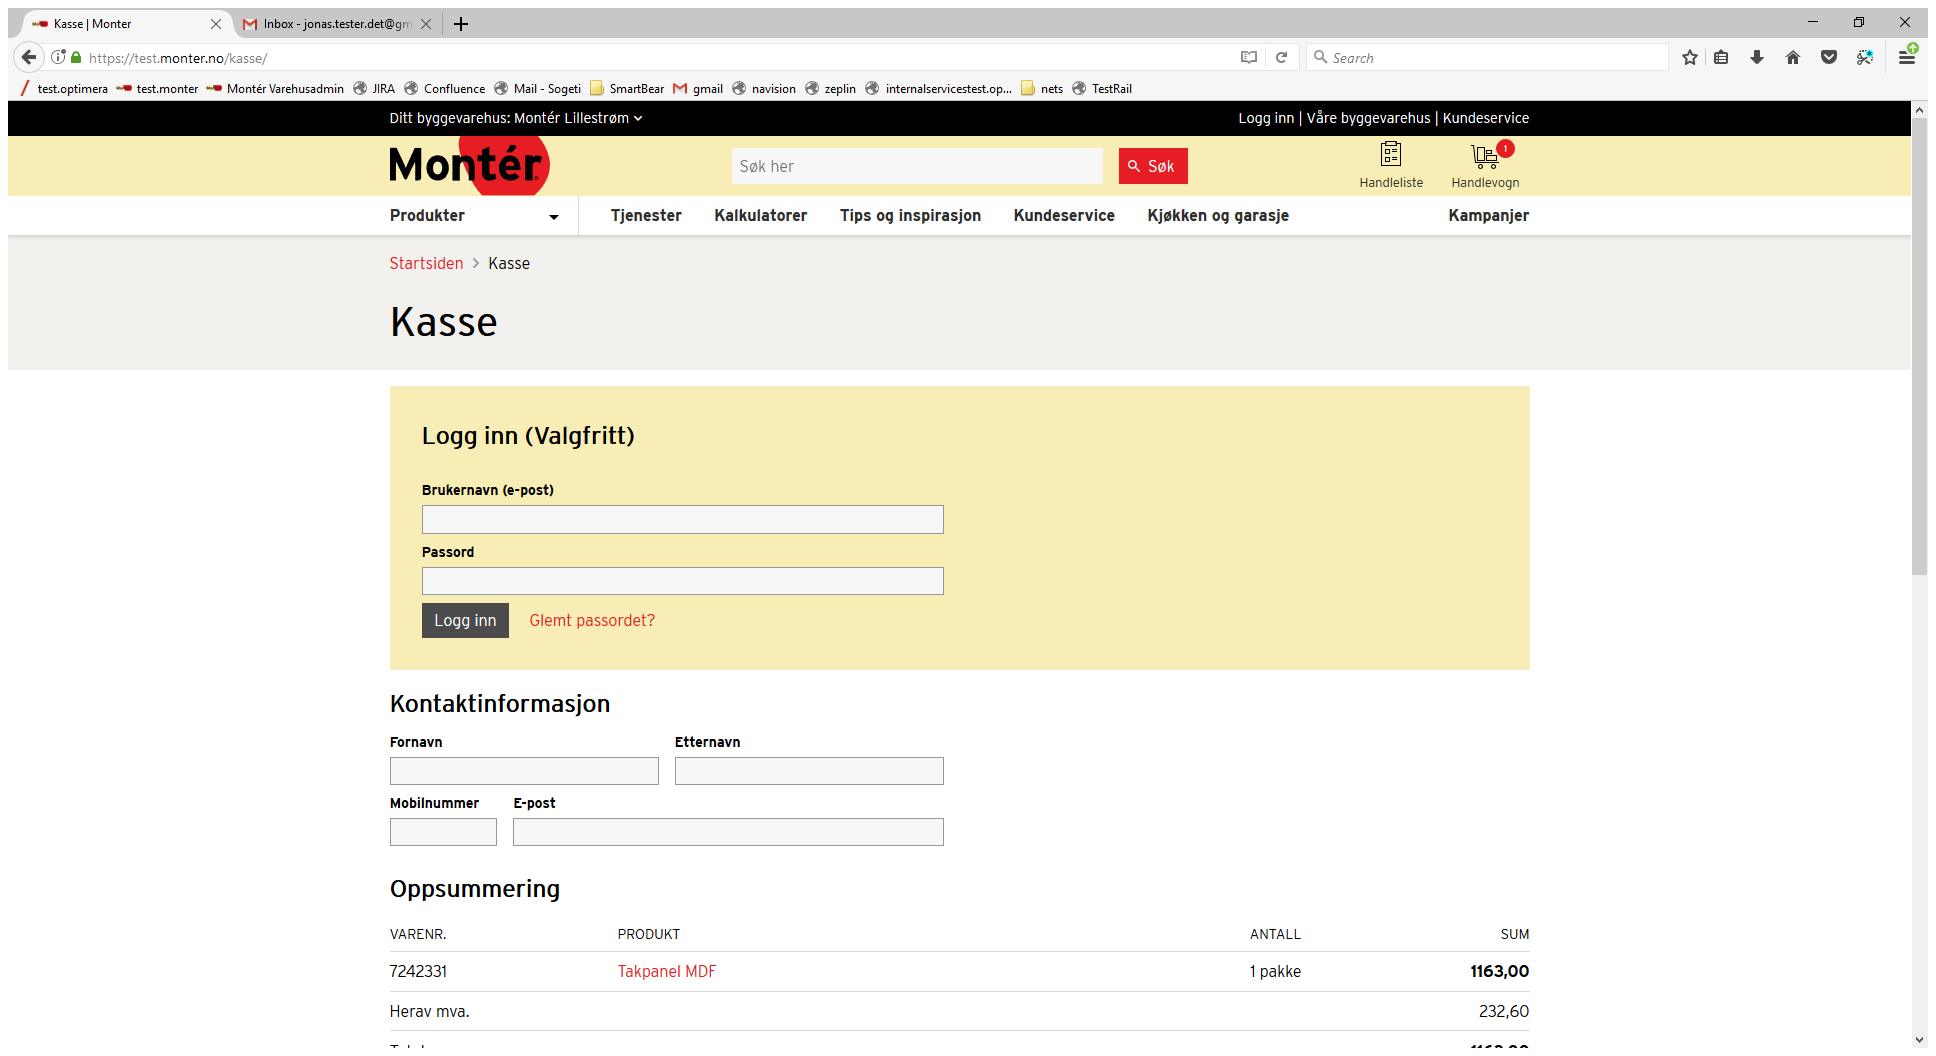 Kasse | Monter
Inbox - jonas.tester.det@gm
https://test.monter.no/kasse/
Search
test.optimera
test.monter
Montér Varehusadmin
JIRA
Confluence
Mail - Sogeti
SmartBear
gmail
navision
zeplin
internalservicestest.op...
nets
TestRail
Ditt byggevarehus: Montér Lillestrøm
Logg inn | Våre byggevarehus | Kundeservice
Montér
Søk her
Søk
Handleliste
1
Handlevogn
Produkter
Tjenester
Kalkulatorer
Tips og inspirasjon
Kundeservice
Kjøkken og garasje
Kampanjer
Startsiden > Kasse
Kasse
Logg inn (Valgfritt)
Brukernavn (e-post)
Passord
Logg inn
Glemt passordet?
Kontaktinformasjon
Fornavn
Etternavn
Mobilnummer
E-post
Oppsummering
VARENR. PRODUKT ANTALL SUM
7242331 Takpanel MDF 1 pakke 1163,00
Herav mva. 232,60